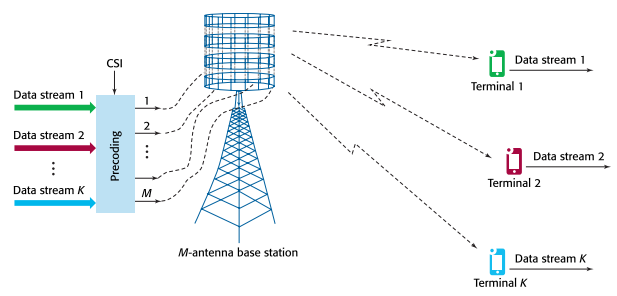 CSI
Data stream 1
Data stream 2
Data stream K
Precoding
1
2
M
M-antenna base station
Data stream 1
Terminal 1
Data stream 2
Terminal 2
Data stream K
Terminal K